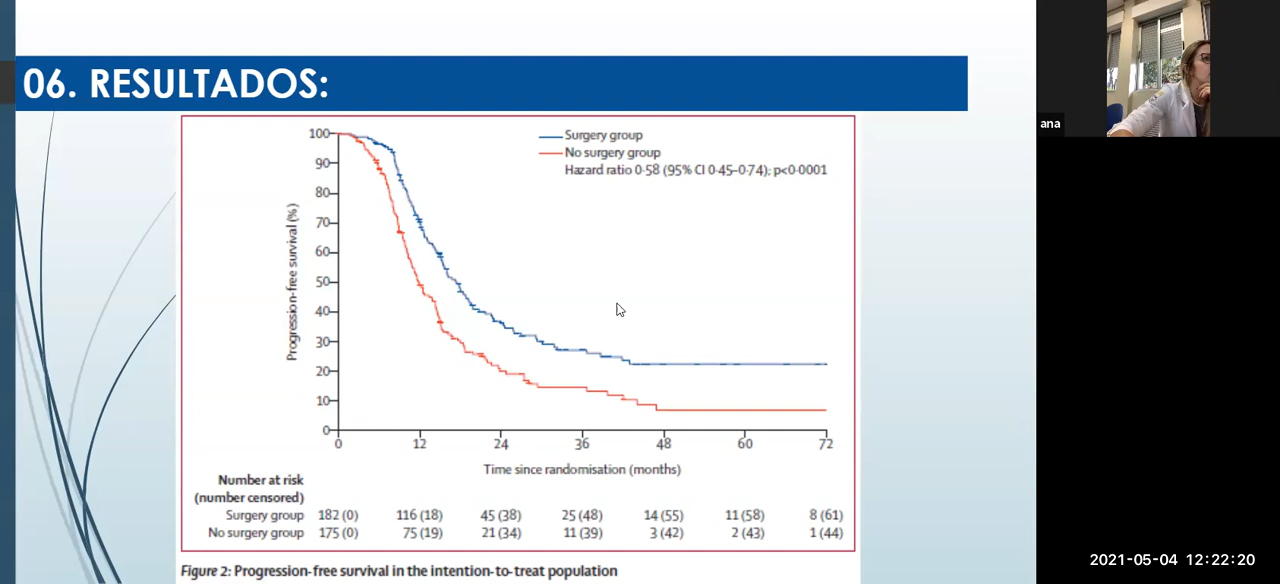 06. RESULTADOS:
Surgery group
No surgery group
Hazard ratio 0·58 (95% CI 0·45–0·74); p<0·0001
100
90
80
70
60
50
40
30
20
10
0
Progression-free survival (%)
0 12 24 36 48 60 72
Time since randomisation (months)
Number at risk
(number censored)
Surgery group 182 (0) 116 (18) 45 (38) 25 (48) 14 (55) 11 (58) 8 (61)
No surgery group 175 (0) 75 (19) 21 (34) 11 (39) 3 (42) 2 (43) 1 (44)
Figure 2: Progression-free survival in the intention-to-treat population
ana
2021-05-04 12:22:20